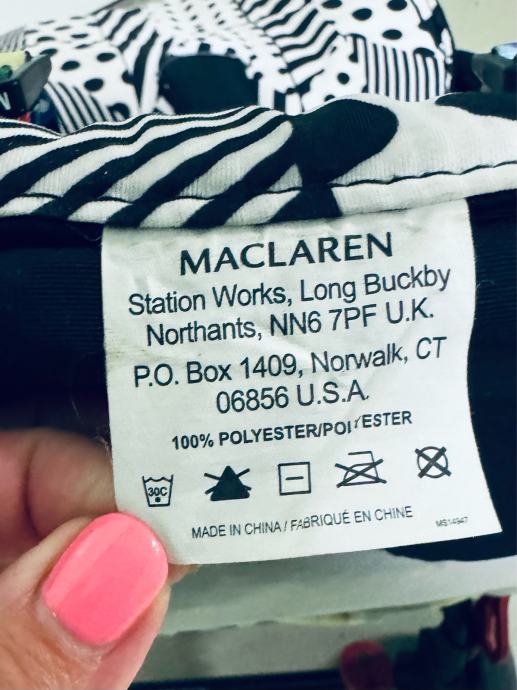 MACLAREN
Station Works, Long Buckby
Northants, NN6 7PF U.K.
P.O. Box 1409, Norwalk, CT
06856 U.S.A.
100% POLYESTER/POLYESTER
30C
MADE IN CHINA / FABRIQUÉ EN CHINE
MS14947